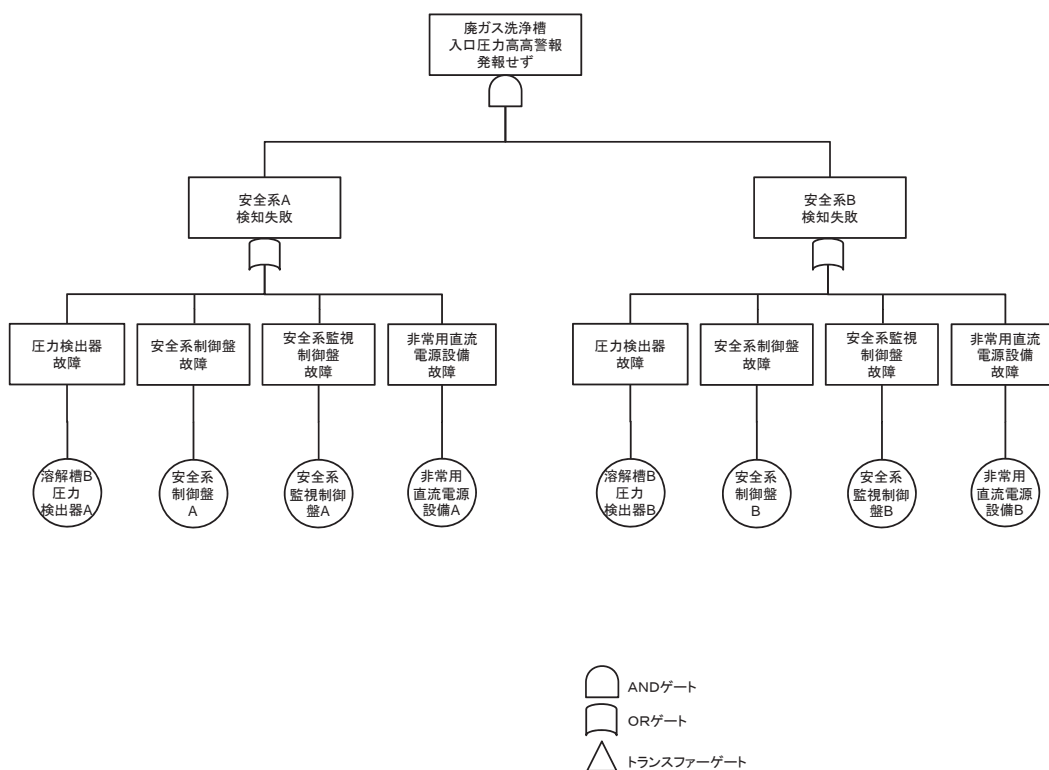 廃ガス洗浄槽
入口圧力高高警報
発報せず
安全系A
検知失敗
安全系B
検知失敗
圧力検出器
故障
安全系制御盤
故障
安全系監視
制御盤
故障
非常用直流
電源設備
故障
圧力検出器
故障
安全系制御盤
故障
安全系監視
制御盤
故障
非常用直流
電源設備
故障
溶解槽B
圧力
検出器A
安全系
制御盤
A
安全系
監視制御
盤A
非常用
直流電源
設備A
溶解槽B
圧力
検出器B
安全系
制御盤
B
安全系
監視制御
盤B
非常用
直流電源
設備B
ANDゲート
ORゲート
トランスファーゲート